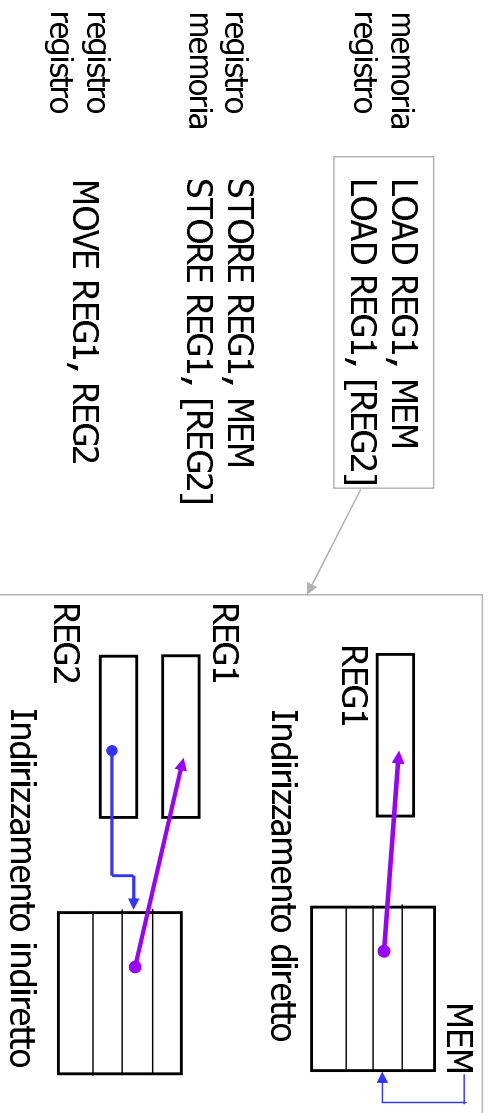 memoria
registro
LOAD REG1, MEM
LOAD REG1, [REG2]
registro
memoria
STORE REG1, MEM
STORE REG1, [REG2]
registro
registro
MOVE REG1, REG2
MEM
REG1
Indirizzamento diretto
REG1
REG2
Indirizzamento indiretto